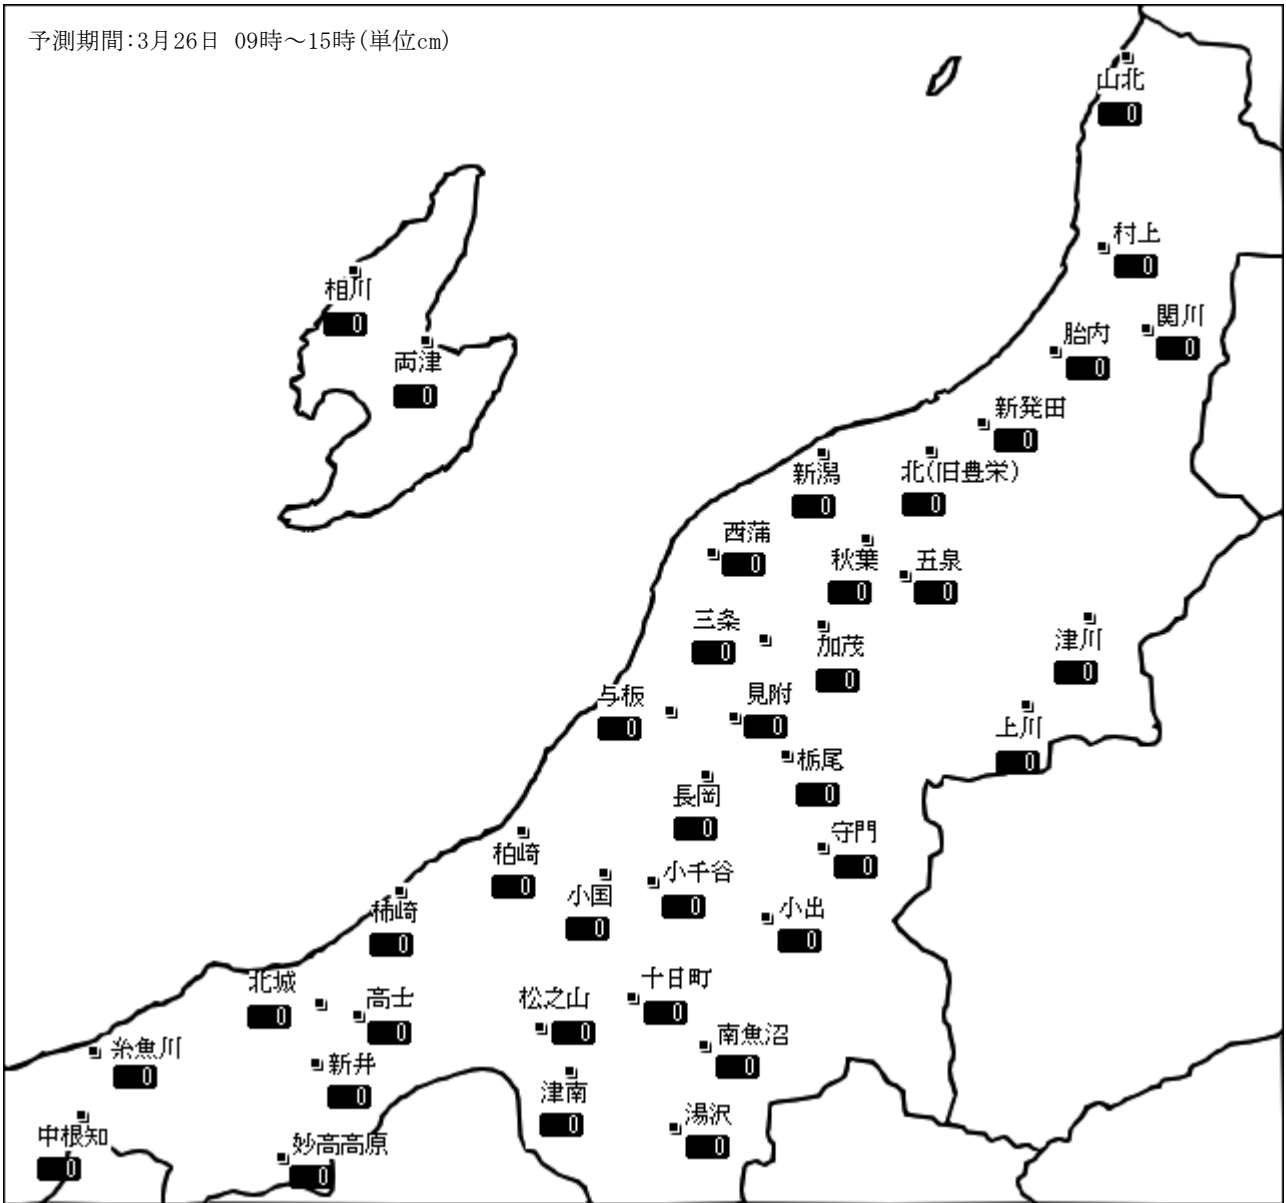 予測期間:3月26日 09時～15時(単位cm)
山北
0
村上
0
相川
0
関川
0
胎内
0
両津
0
新発田
0
新潟
0
北(旧豊栄)
0
西蒲
0
秋葉
0
五泉
0
三条
0
加茂
0
津川
0
与板
0
見附
0
上川
0
栃尾
0
長岡
0
守門
0
柏崎
0
小千谷
0
小国
0
小出
0
柿崎
0
北城
0
高士
0
松之山
0
十日町
0
南魚沼
0
糸魚川
0
新井
0
津南
0
湯沢
0
中根知
0
妙高高原
0